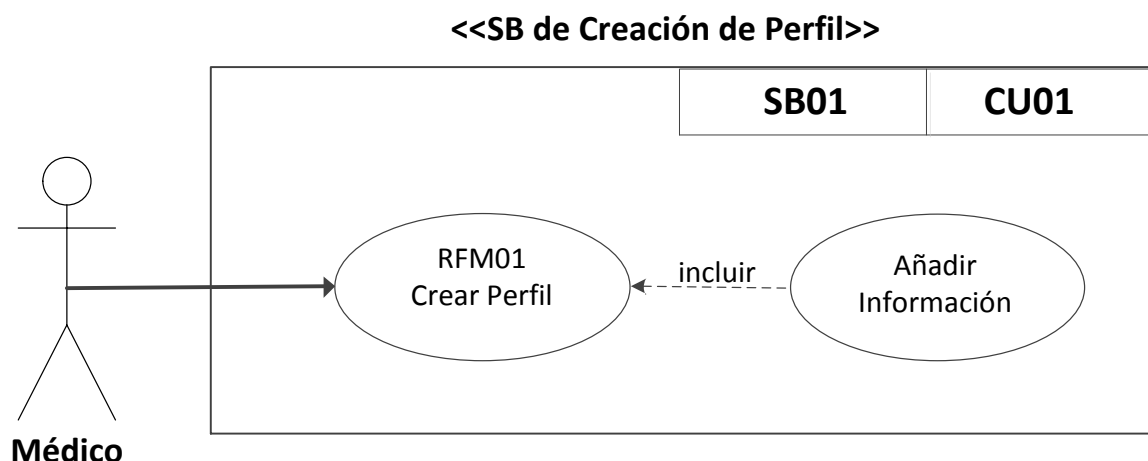 <<SB de Creación de Perfil>>
SB01
CU01
RFM01
Crear Perfil
incluir
Añadir
Información
Médico